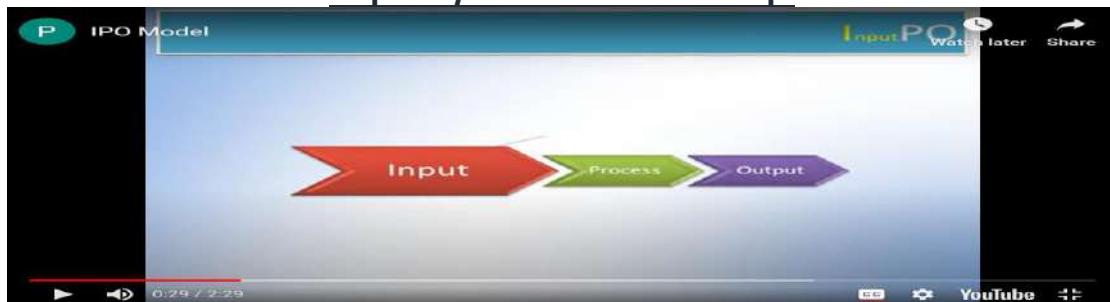 P IPO Model
InputPO
Watch later Share
Input Process Output
0:29 / 2:29
CC YouTube